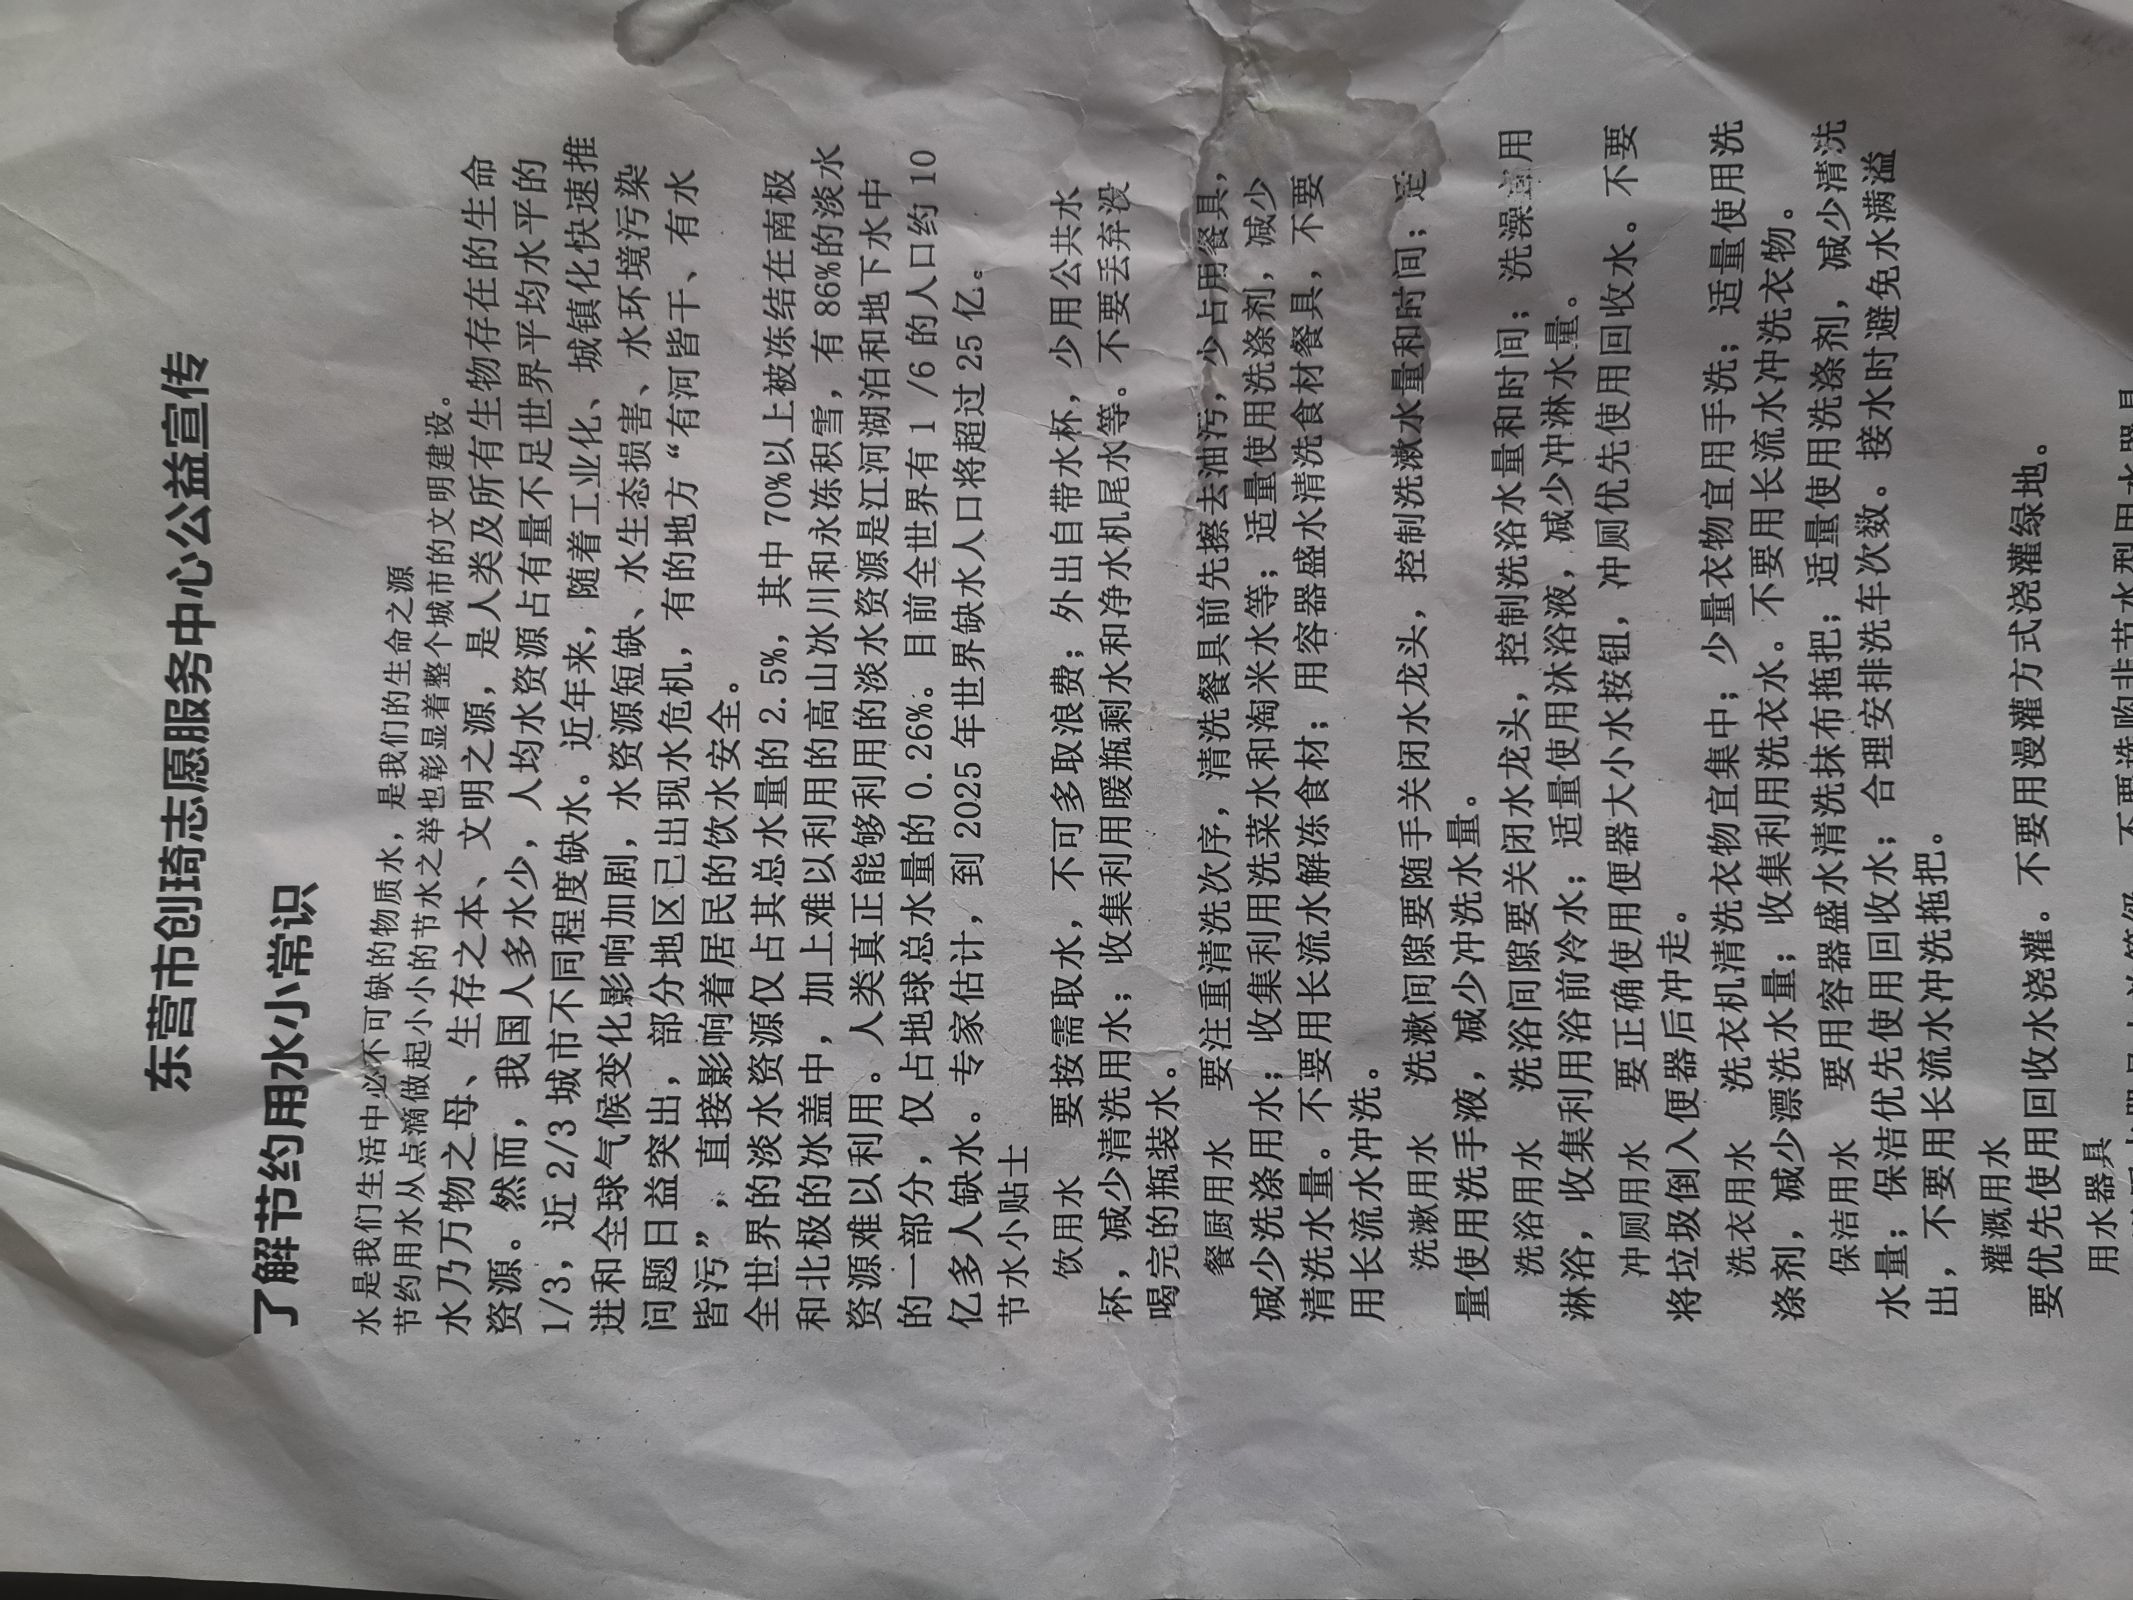 东营市创琦志愿服务中心公益宣传
了解节约用水小常识
水是我们生活中必不可缺的物质水，是我们的生命之源
节约用水从点滴做起小小的节水之举也彰显着整个城市的文明建设。
水乃万物之母、生存之本、文明之源，是人类及所有生物存在的生命
资源。然而，我国人多水少，人均水资源占有量不足世界平均水平的
1/3，近 2/3 城市不同程度缺水。近年来，随着工业化、城镇化快速推
进和全球气候变化影响加剧，水资源短缺、水生态损害、水环境污染
问题日益突出，部分地区已出现水危机，有的地方“有河皆干、有水
皆污”，直接影响着居民的饮水安全。
全世界的淡水资源仅占其总水量的 2.5%，其中 70%以上被冻结在南极
和北极的冰盖中，加上难以利用的高山冰川和永冻积雪，有 86%的淡水
资源难以利用。人类真正能够利用的淡水资源是江河湖泊和地下水中
的一部分，仅占地球总水量的 0.26%。目前全世界有 1 /6 的人口约 10
亿多人缺水。专家估计，到 2025 年世界缺水人口将超过 25 亿。
节水小贴士
饮用水 要按需取水，不可多取浪费；外出自带水杯，少用公共水
杯，减少清洗用水；收集利用暖瓶剩水和净水机尾水等。不要丢弃没
喝完的瓶装水。
餐厨用水 要注重清洗次序，清洗餐具前先擦去油污，少占用餐具，
减少洗涤用水；收集利用洗菜水和淘米水等；适量使用洗涤剂，减少
清洗水量。不要用长流水解冻食材；用容器盛水清洗食材餐具，不要
用长流水冲洗。
洗漱用水 洗漱间隙要随手关闭水龙头，控制洗漱水量和时间；适
量使用洗手液，减少冲洗水量。
洗浴用水 洗浴间隙要关闭水龙头，控制洗浴水量和时间；洗澡宜用
淋浴，收集利用浴前冷水；适量使用沐浴液，减少冲淋水量。
冲厕用水 要正确使用便器大小水按钮，冲厕优先使用回收水。不要
将垃圾倒入便器后冲走。
洗衣用水 洗衣机清洗衣物宜集中；少量衣物宜用手洗；适量使用洗
涤剂，减少漂洗水量；收集利用洗衣水。不要用长流水冲洗衣物。
保洁用水 要用容器盛水清洗抹布拖把；适量使用洗涤剂，减少清洗
水量；保洁优先使用回收水；合理安排洗车次数。接水时避免水满溢
出，不要用长流水冲洗拖把。
灌溉用水
要优先使用回收水浇灌。不要用漫灌方式浇灌绿地。
用水器具
不要选购非节水型用水器具